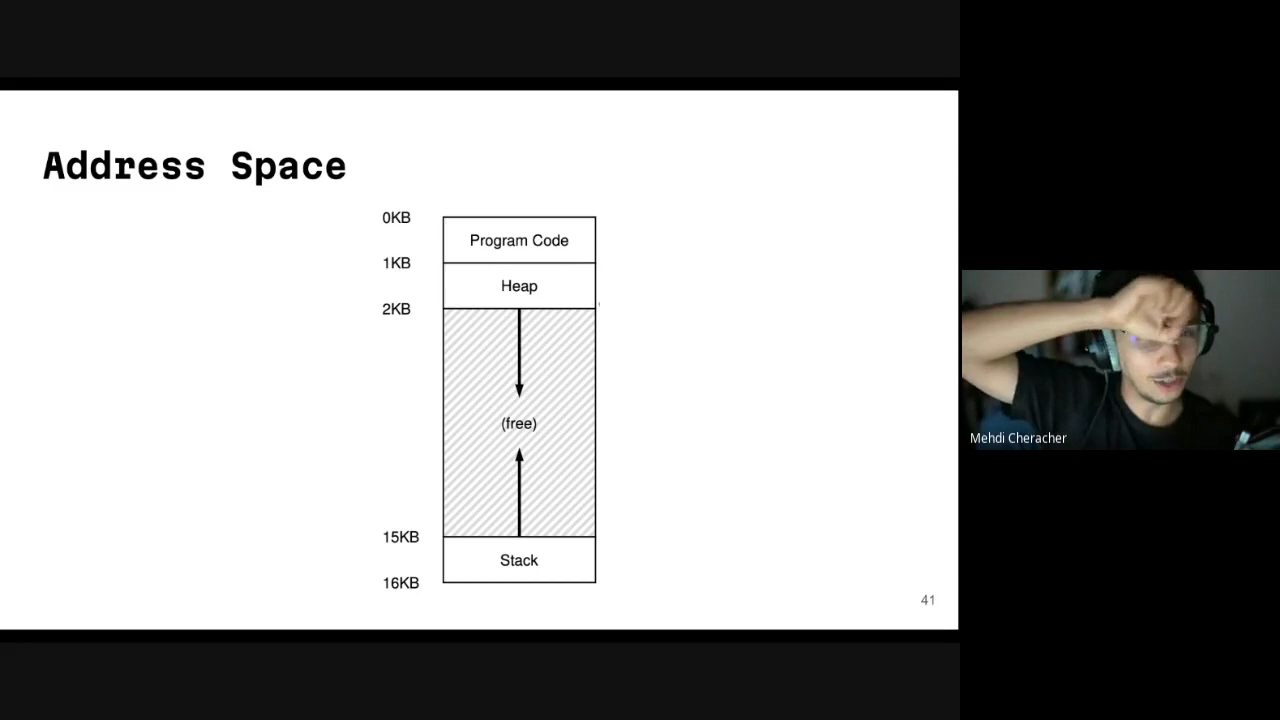 Address Space
0KB
Program Code
1KB
Heap
2KB
(free)
15KB
Stack
16KB
41
Mehdi Cheracher